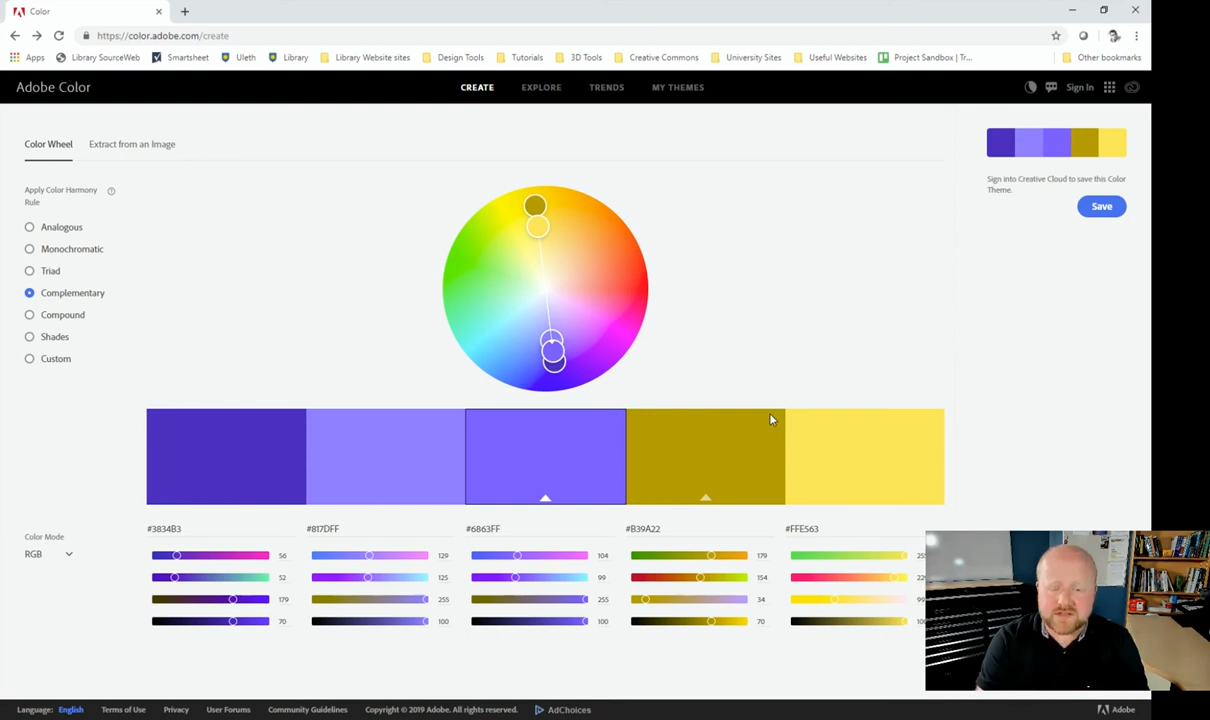 Color
https://color.adobe.com/create
Apps Library SourceWeb Smartsheet Uleth Library Library Website sites Design Tools Tutorials 3D Tools Creative Commons University Sites Useful Websites Project Sandbox | Tr... Other bookmarks
Adobe Color CREATE EXPLORE TRENDS MY THEMES Sign In
Color Wheel Extract from an Image
Apply Color Harmony
Rule
Analogous
Monochromatic
Triad
Complementary
Compound
Shades
Custom
Sign into Creative Cloud to save this Color
Theme.
Save
#3834B3 #817DFF #6863FF #B39A22 #FFE563
Color Mode
RGB
56 129 104 179
52 125 99 154
179 255 255 34
70 100 100 70
Language: English Terms of Use Privacy User Forums Community Guidelines Copyright © 2019 Adobe. All rights reserved. AdChoices Adobe